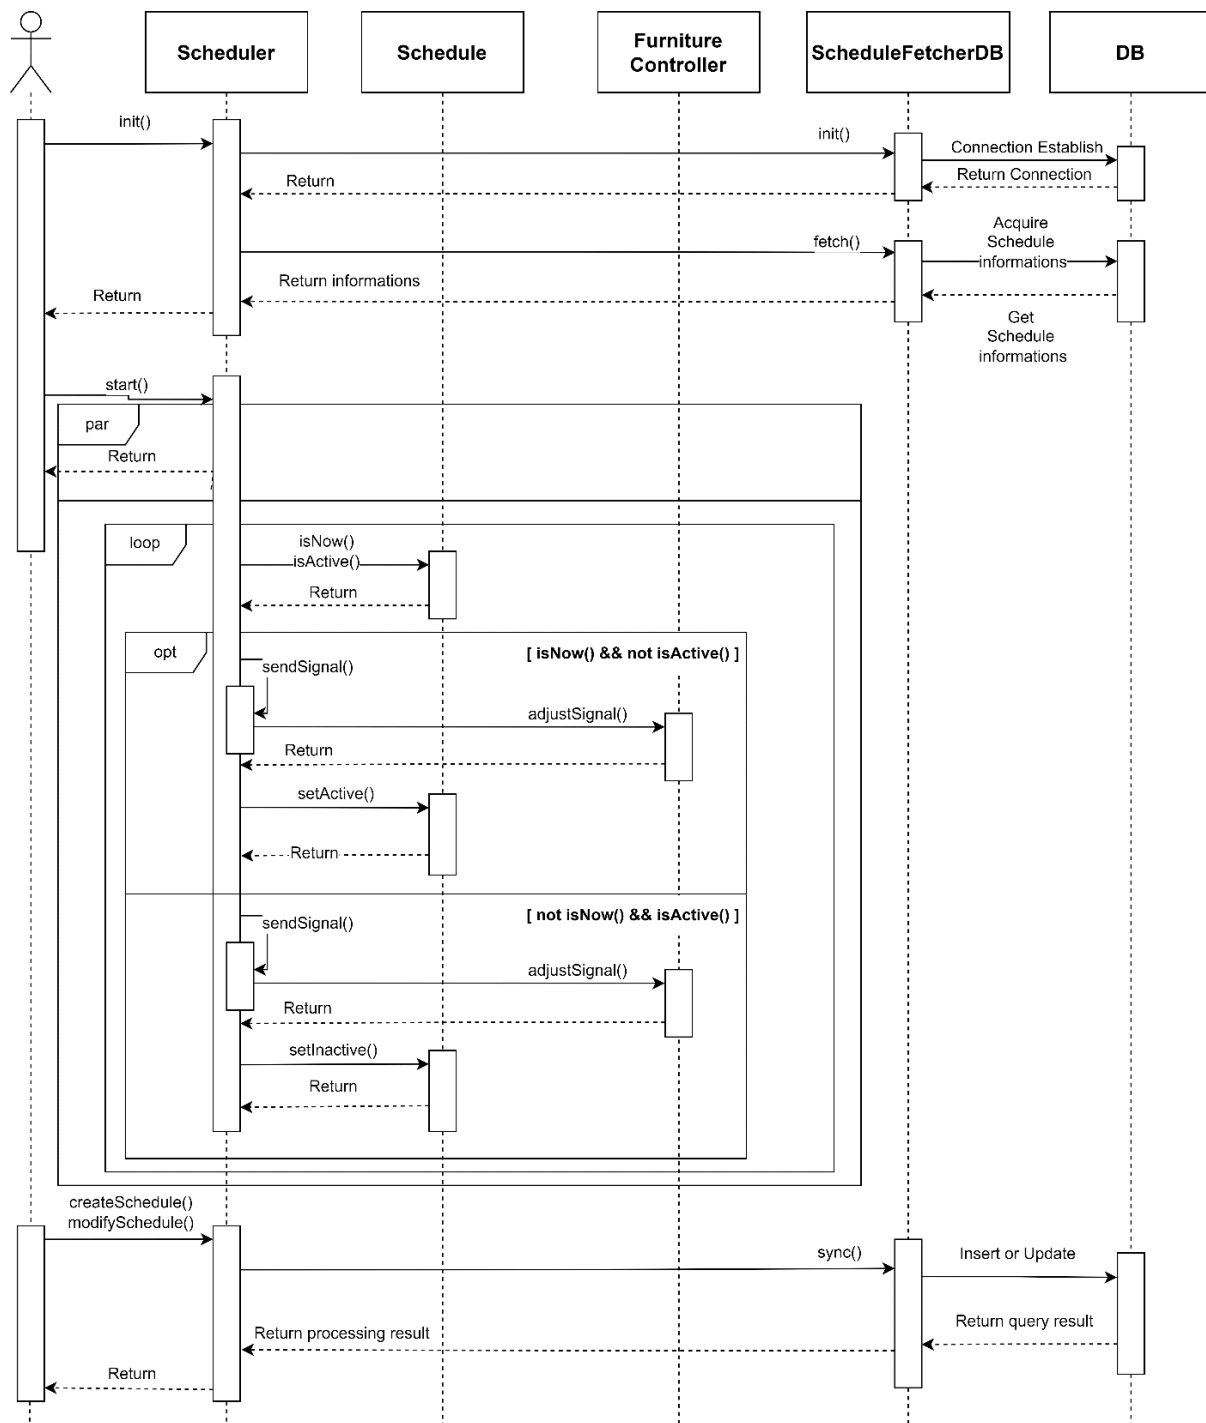 Scheduler
Schedule
Furniture
Controller
ScheduleFetcherDB
DB
init()
init()
Connection Establish
Return Connection
Return
fetch()
Acquire
Schedule
informations
Return informations
Return
Get
Schedule
informations
start()
par
Return
loop
isNow()
isActive()
Return
opt
[ isNow() && not isActive() ]
sendSignal()
adjustSignal()
Return
setActive()
Return
[ not isNow() && isActive() ]
sendSignal()
adjustSignal()
Return
setInactive()
Return
createSchedule()
modifySchedule()
sync()
Insert or Update
Return query result
Return processing result
Return